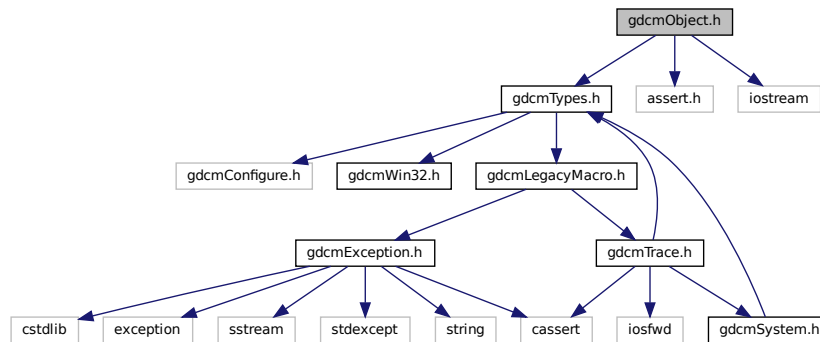 gdcmObject.h
gdcmTypes.h
assert.h
iostream
gdcmConfigure.h
gdcmWin32.h
gdcmLegacyMacro.h
gdcmException.h
gdcmTrace.h
cstdlib
exception
sstream
stdexcept
string
cassert
iosfwd
gdcmSystem.h